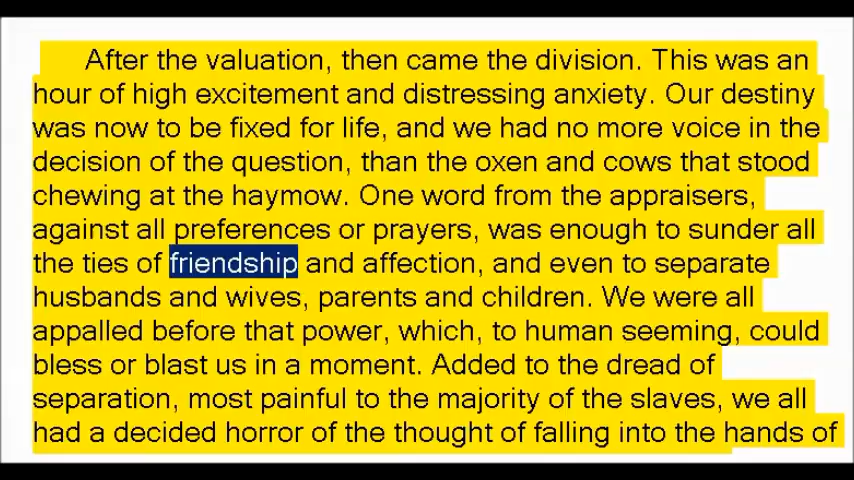 After the valuation, then came the division. This was an
hour of high excitement and distressing anxiety. Our destiny
was now to be fixed for life, and we had no more voice in the
decision of the question, than the oxen and cows that stood
chewing at the haymow. One word from the appraisers,
against all preferences or prayers, was enough to sunder all
the ties of friendship and affection, and even to separate
husbands and wives, parents and children. We were all
appalled before that power, which, to human seeming, could
bless or blast us in a moment. Added to the dread of
separation, most painful to the majority of the slaves, we all
had a decided horror of the thought of falling into the hands of